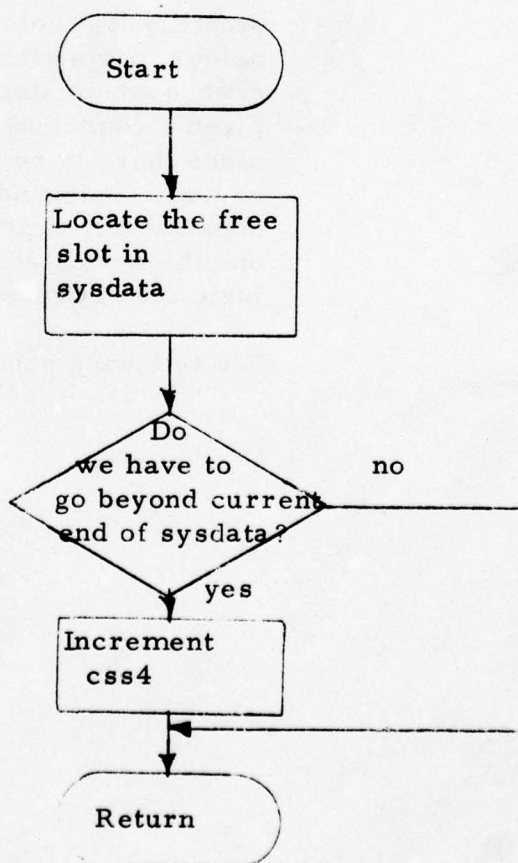 Start
Locate the free
slot in
sysdata
Do
we have to
go beyond current
end of sysdata?
no
yes
Increment
css4
Return